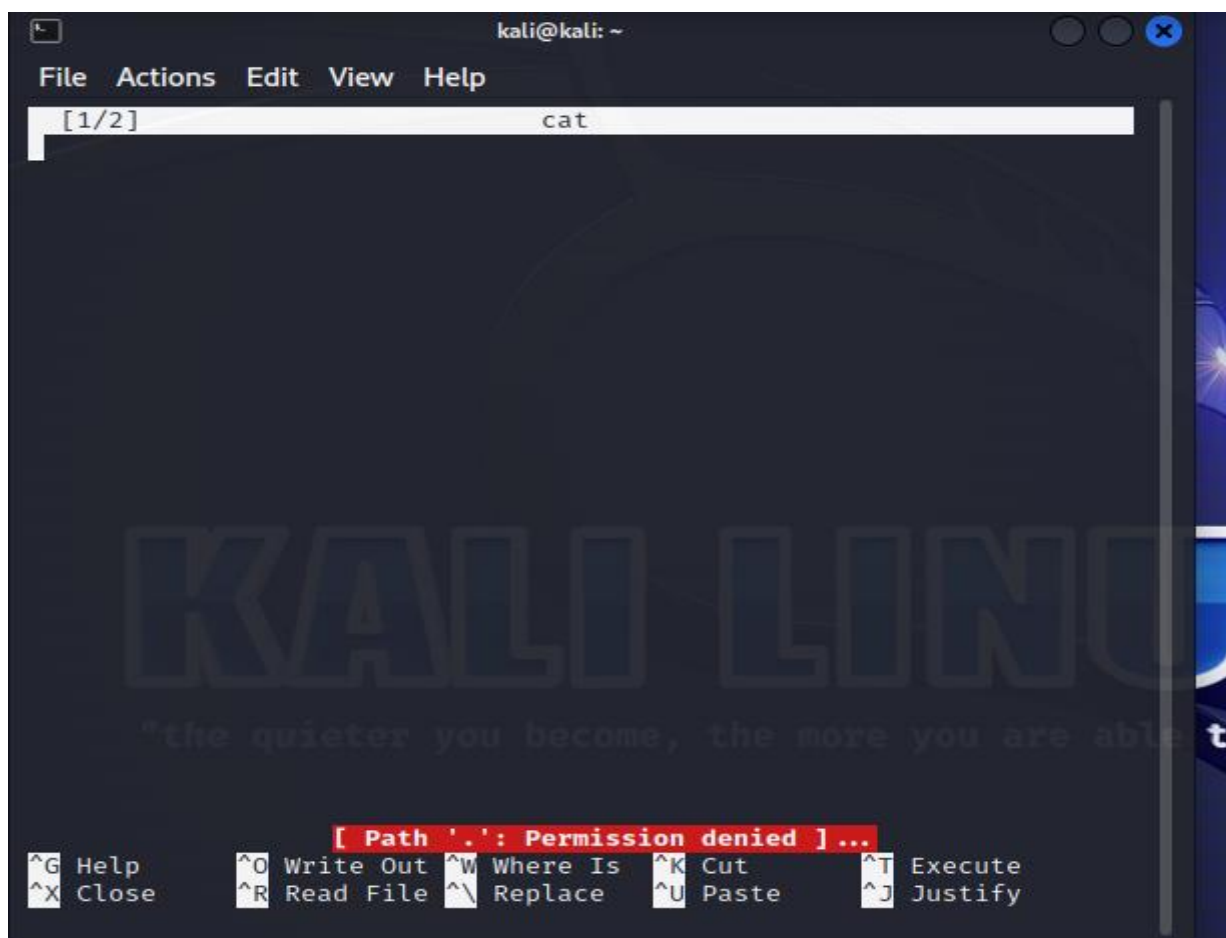 kali@kali: ~
File Actions Edit View Help
[1/2] cat
KALI LINU
"the quieter you become, the more you are able t
[ Path '.': Permission denied ]...
^G Help ^O Write Out ^W Where Is ^K Cut ^T Execute
^X Close ^R Read File ^\ Replace ^U Paste ^J Justify